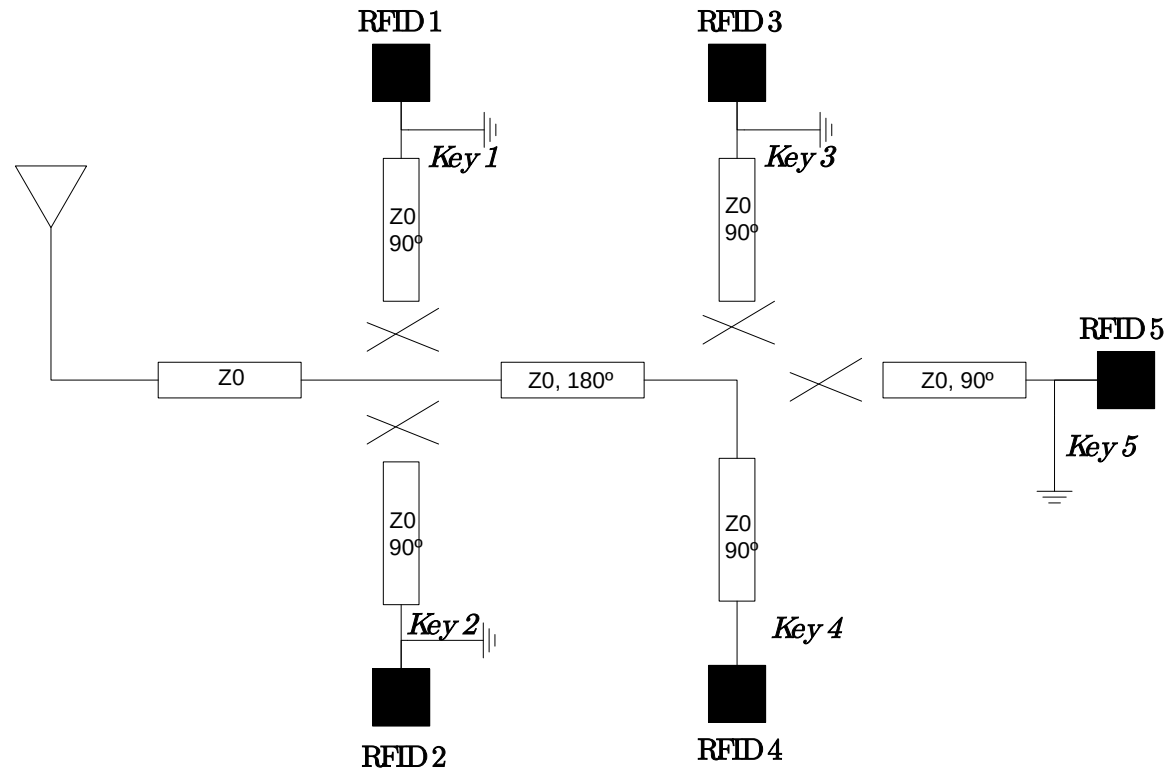 RFID 1
RFID 3
Key 1
Key 3
Z0
90º
Z0
90º
RFID 5
Z0
Z0, 180º
Z0, 90º
Key 5
Z0
90º
Z0
90º
Key 2
Key 4
RFID 2
RFID 4